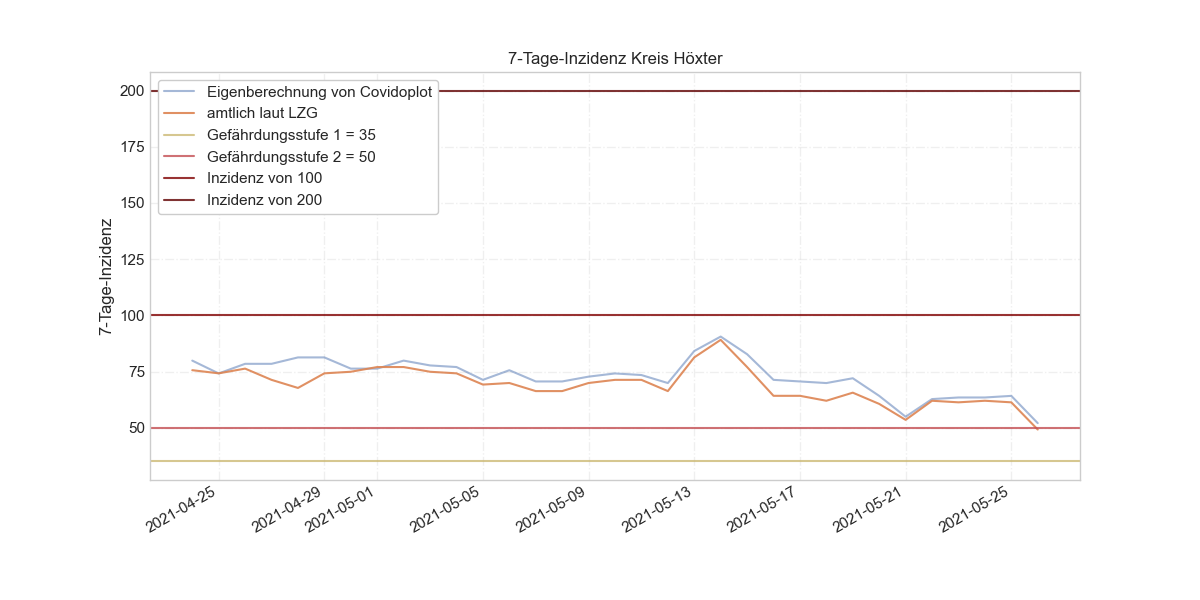 7-Tage-Inzidenz Kreis Höxter
Eigenberechnung von Covidoplot
amtlich laut LZG
Gefährdungsstufe 1 = 35
Gefährdungsstufe 2 = 50
Inzidenz von 100
Inzidenz von 200
7-Tage-Inzidenz
200
175
150
125
100
75
50
2021-04-25
2021-04-29
2021-05-01
2021-05-05
2021-05-09
2021-05-13
2021-05-17
2021-05-21
2021-05-25